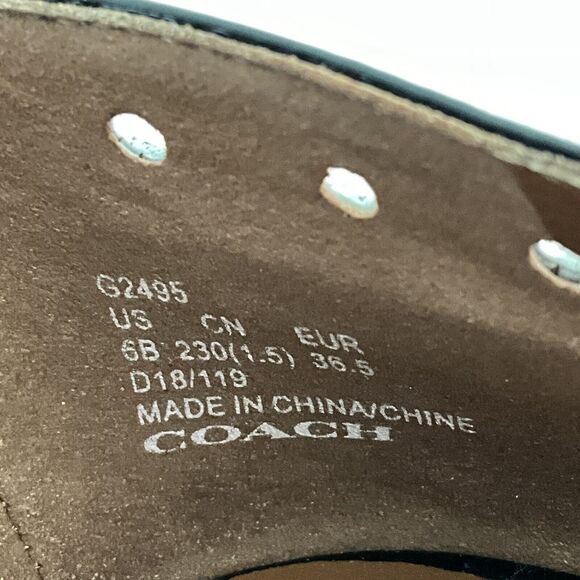 G2495
US CN EUR
6B 230(1.5) 36.5
D18/119
MADE IN CHINA/CHINE
COACH